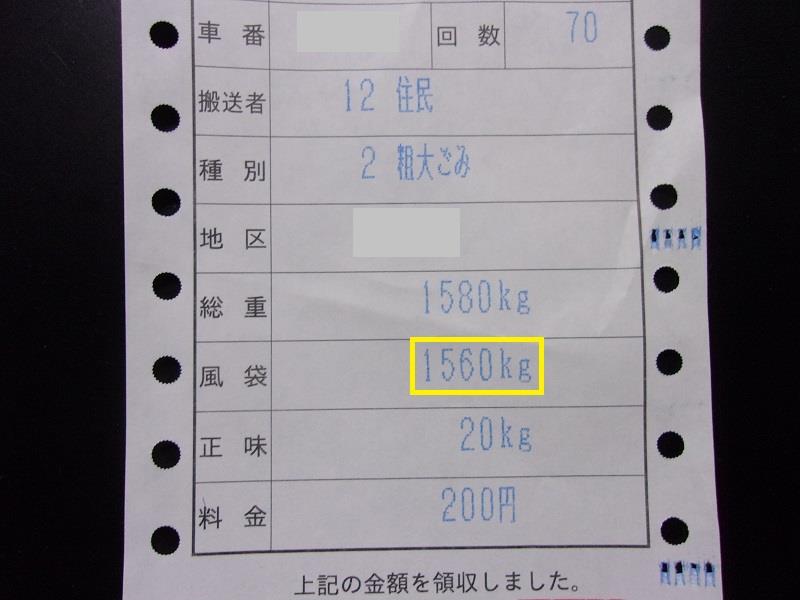 車番 回数 70
搬送者 12 住民
種別 2 粗大ごみ
地区
総重 1580kg
風袋 1560kg
正味 20kg
料金 200円
上記の金額を領収しました。